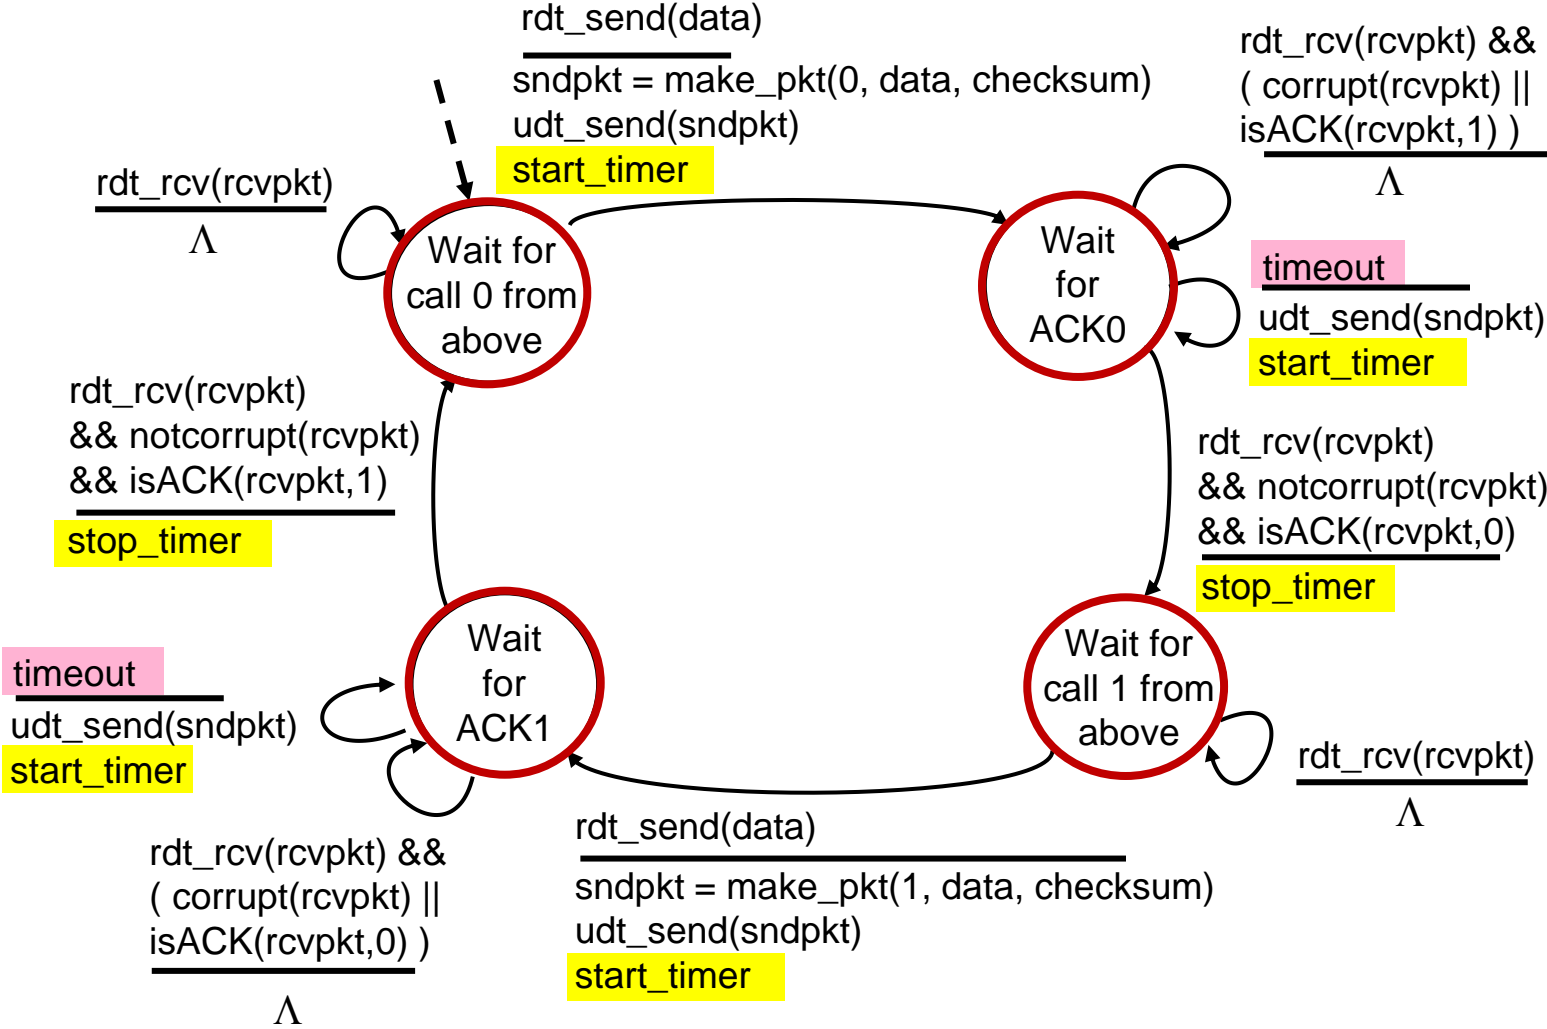 rdt_send(data)
sndpkt = make_pkt(0, data, checksum)
udt_send(sndpkt)
start_timer
rdt_rcv(rcvpkt) &&
( corrupt(rcvpkt) ||
isACK(rcvpkt,1) )
Λ
rdt_rcv(rcvpkt)
Λ
Wait for
call 0 from
above
Wait
for
ACK0
timeout
udt_send(sndpkt)
start_timer
rdt_rcv(rcvpkt)
&& notcorrupt(rcvpkt)
&& isACK(rcvpkt,1)
stop_timer
rdt_rcv(rcvpkt)
&& notcorrupt(rcvpkt)
&& isACK(rcvpkt,0)
stop_timer
Wait
for
ACK1
Wait for
call 1 from
above
timeout
udt_send(sndpkt)
start_timer
rdt_rcv(rcvpkt)
Λ
rdt_rcv(rcvpkt) &&
( corrupt(rcvpkt) ||
isACK(rcvpkt,0) )
Λ
rdt_send(data)
sndpkt = make_pkt(1, data, checksum)
udt_send(sndpkt)
start_timer